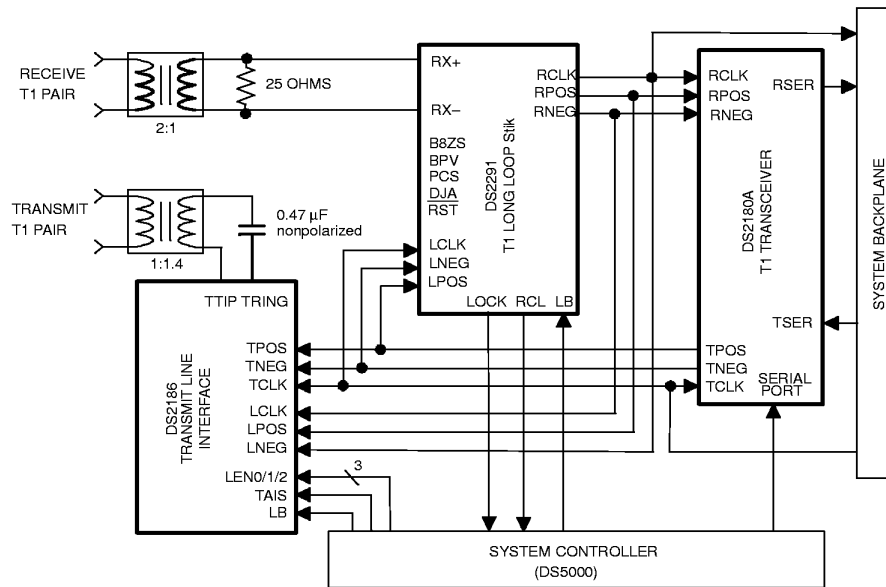 RECEIVE
T1 PAIR
2:1
25 OHMS
TRANSMIT
T1 PAIR
1:1.4
0.47 µF
nonpolarized
RX+
RX–
B8ZS
BPV
PCS
DJA
RST
LCLK
LNEG
LPOS
LOCK RCL LB
DS2291
T1 LONG LOOP Stik
RCLK
RPOS
RNEG
RCLK
RPOS
RNEG
RSER
DS2180A
T1 TRANSCEIVER
TSER
TPOS
TNEG
TCLK
SERIAL
PORT
SYSTEM BACKPLANE
TTIP TRING
DS2186
TRANSMIT LINE
INTERFACE
TPOS
TNEG
TCLK
LCLK
LPOS
LNEG
LEN0/1/2
TAIS
LB
3
SYSTEM CONTROLLER
(DS5000)